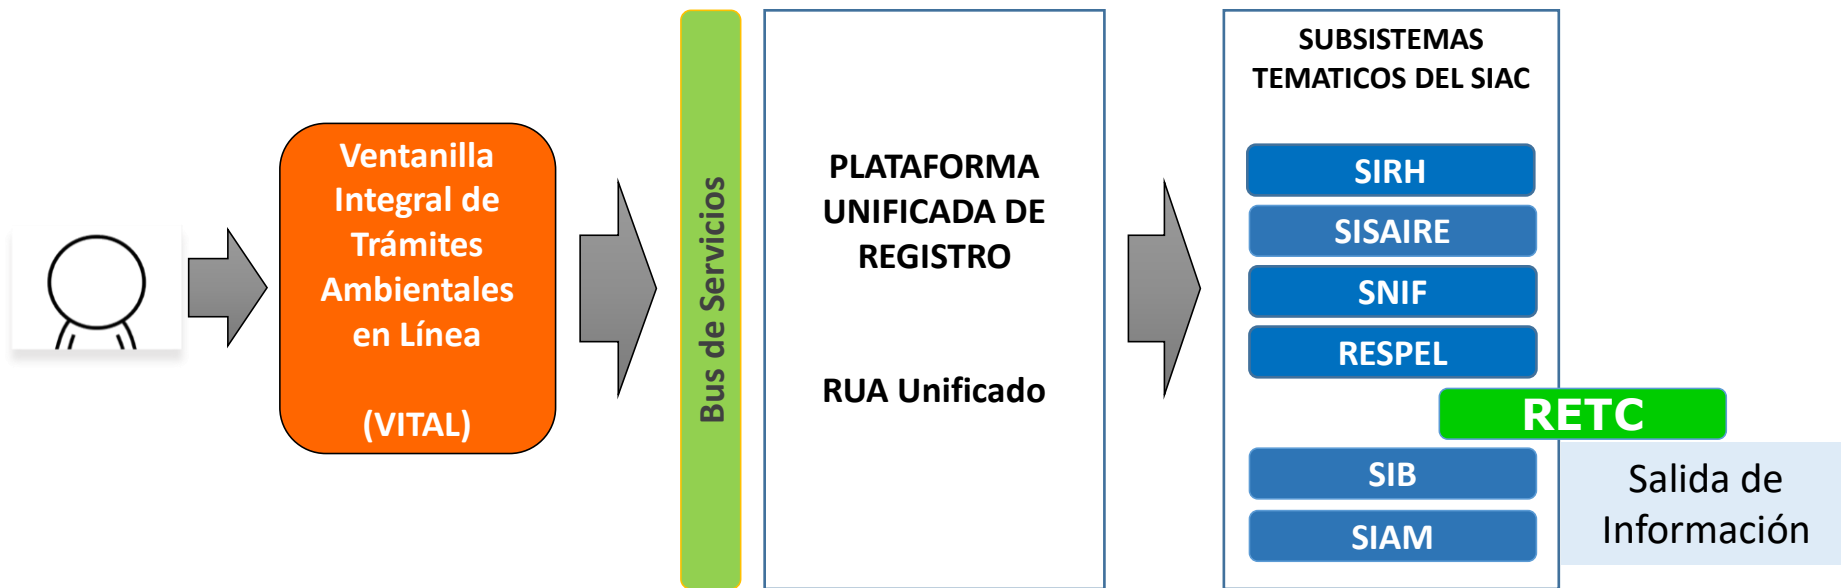 Ventanilla
Integral de
Trámites
Ambientales
en Línea
(VITAL)
Bus de Servicios
PLATAFORMA
UNIFICADA DE
REGISTRO
RUA Unificado
SUBSISTEMAS
TEMATICOS DEL SIAC
SIRH
SISAIRE
SNIF
RESPEL
RETC
SIB
SIAM
Salida de
Información